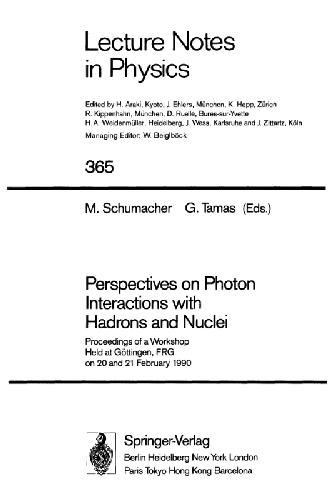 Lecture Notes
in Physics
Edited by H. Araki, Kyoto, J. Ehlers, München, K. Hepp, Zürich
R. Kippenhahn, München, D. Ruelle, Bures-sur-Yvette
H. A. Weidenmüller, Heidelberg, J. Wess, Karlsruhe and J. Zittartz, Köln
Managing Editor: W. Beiglböck
365
M. Schumacher G. Tamas (Eds.)
Perspectives on Photon
Interactions with
Hadrons and Nuclei
Proceedings of a Workshop
Held at Göttingen, FRG
on 20 and 21 February 1990
Springer-Verlag
Berlin Heidelberg New York London
Paris Tokyo Hong Kong Barcelona